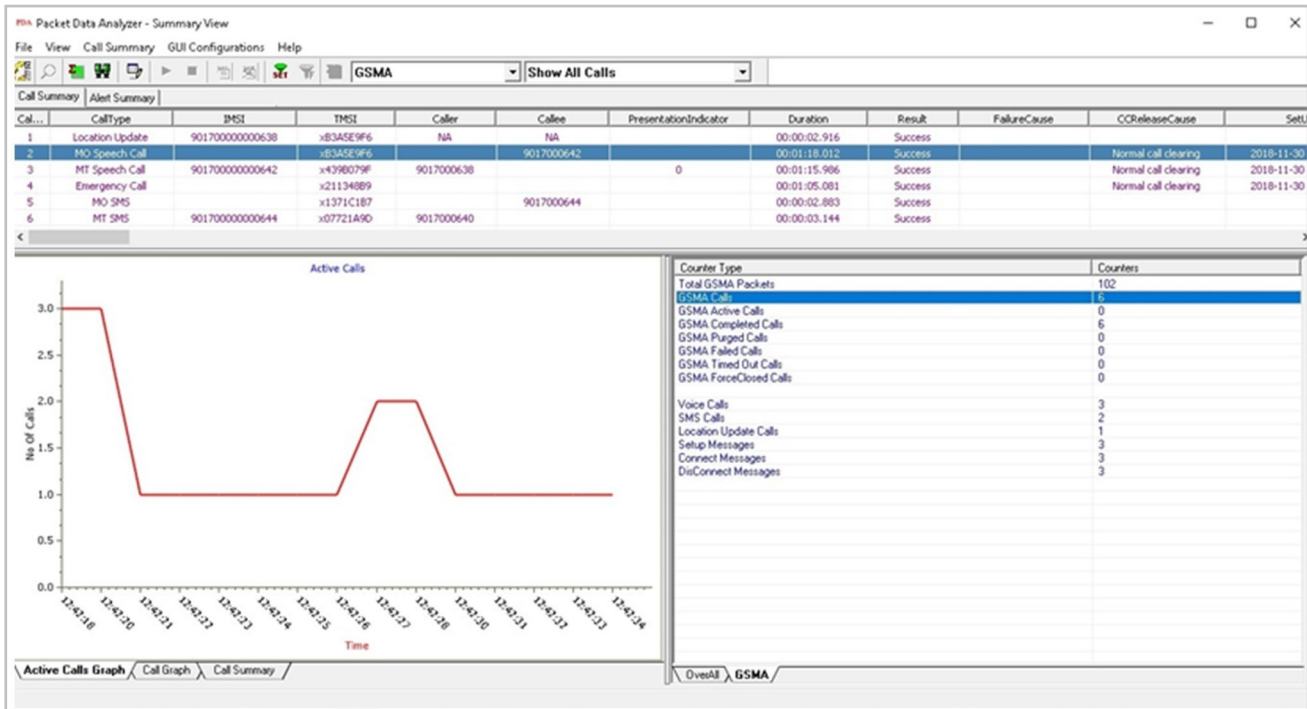 PDA Packet Data Analyzer - Summary View
File View Call Summary GUI Configurations Help
GSMA Show All Calls
Call Summary Alert Summary
Cal... CallType IMSI TMSI Caller Callee PresentationIndicator Duration Result FailureCause CCReleaseCause SetU
1 Location Update 901700000000638 xB3A5E9F6 NA NA 00:00:02.916 Success
2 MO Speech Call xB3A5E9F6 9017000642 00:01:18.012 Success Normal call clearing 2018-11-30
3 MT Speech Call 901700000000642 x439B079F 9017000638 0 00:01:15.986 Success Normal call clearing 2018-11-30
4 Emergency Call x211348B9 00:01:05.081 Success Normal call clearing 2018-11-30
5 MO SMS x1371C1B7 9017000644 00:00:02.883 Success
6 MT SMS 901700000000644 x07721A9D 9017000640 00:00:03.144 Success
Active Calls
No Of Calls
3.0
2.5
2.0
1.5
1.0
0.5
0.0
12:42:18 12:42:20 12:42:21 12:42:22 12:42:23 12:42:24 12:42:25 12:42:26 12:42:27 12:42:28 12:42:30 12:42:31 12:42:32 12:42:33 12:42:34
Time
Active Calls Graph Call Graph Call Summary
Counter Type Counters
Total GSMA Packets 102
GSMA Calls 6
GSMA Active Calls 0
GSMA Completed Calls 6
GSMA Purged Calls 0
GSMA Failed Calls 0
GSMA Timed Out Calls 0
GSMA ForceClosed Calls 0
Voice Calls 3
SMS Calls 2
Location Update Calls 1
Setup Messages 3
Connect Messages 3
DisConnect Messages 3
OverAll GSMA